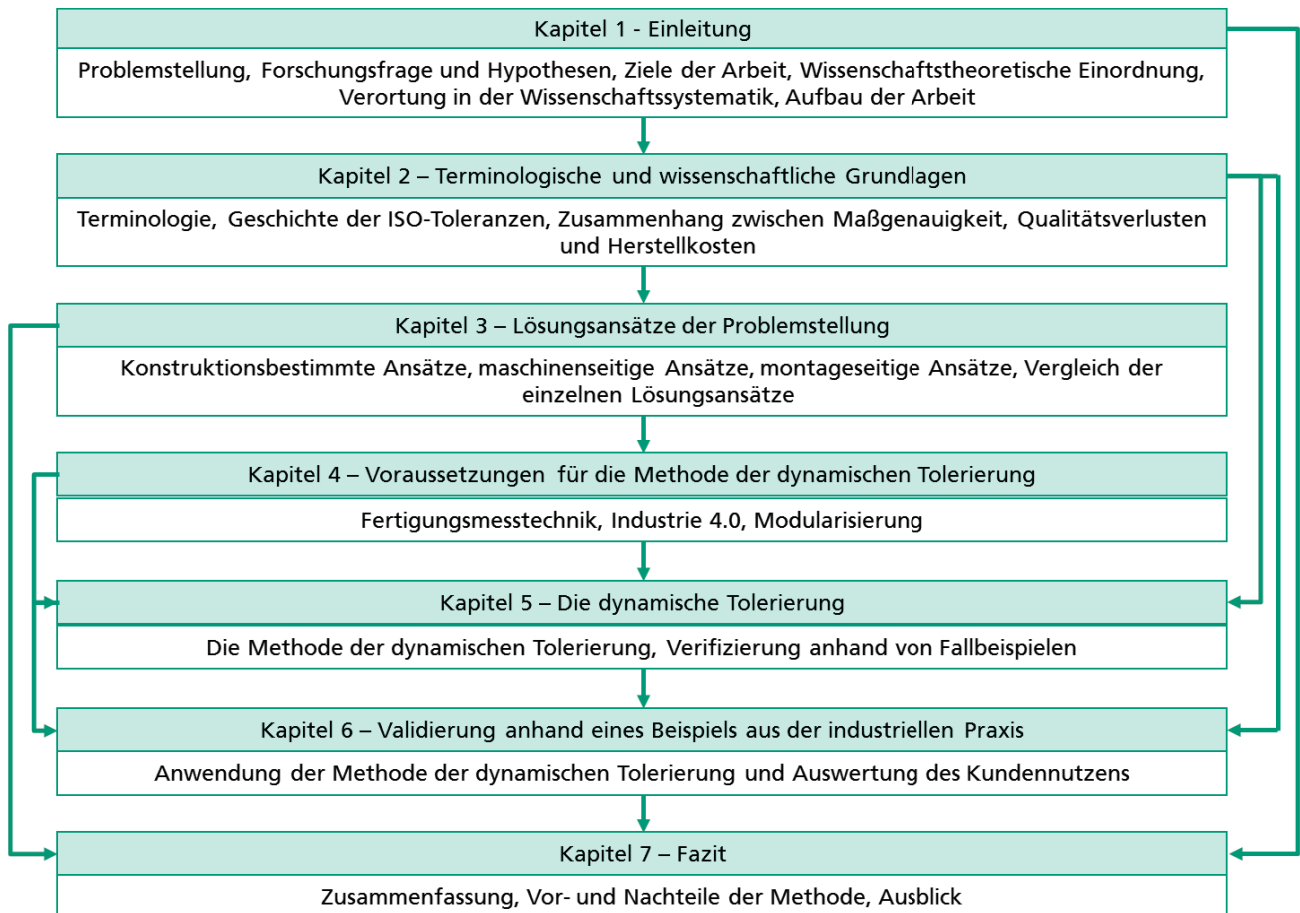 Kapitel 1 - Einleitung
Problemstellung, Forschungsfrage und Hypothesen, Ziele der Arbeit, Wissenschaftstheoretische Einordnung,
Verortung in der Wissenschaftssystematik, Aufbau der Arbeit
Kapitel 2 – Terminologische und wissenschaftliche Grundlagen
Terminologie, Geschichte der ISO-Toleranzen, Zusammenhang zwischen Maßgenauigkeit, Qualitätsverlusten
und Herstellkosten
Kapitel 3 – Lösungsansätze der Problemstellung
Konstruktionsbestimmte Ansätze, maschinenseitige Ansätze, montageseitige Ansätze, Vergleich der
einzelnen Lösungsansätze
Kapitel 4 – Voraussetzungen für die Methode der dynamischen Tolerierung
Fertigungsmesstechnik, Industrie 4.0, Modularisierung
Kapitel 5 – Die dynamische Tolerierung
Die Methode der dynamischen Tolerierung, Verifizierung anhand von Fallbeispielen
Kapitel 6 – Validierung anhand eines Beispiels aus der industriellen Praxis
Anwendung der Methode der dynamischen Tolerierung und Auswertung des Kundennutzens
Kapitel 7 – Fazit
Zusammenfassung, Vor- und Nachteile der Methode, Ausblick